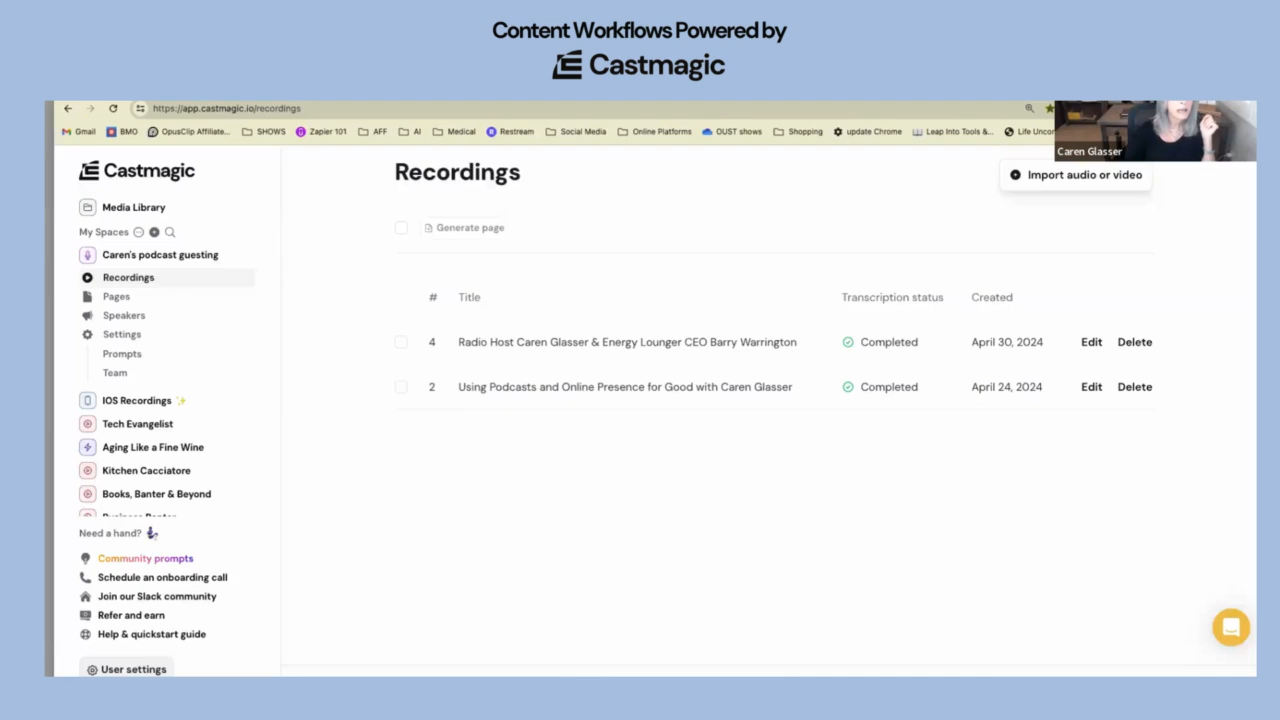 Content Workflows Powered by
Castmagic
https://app.castmagic.io/recordings
Gmail BMO OpusClip Affiliate... SHOWS Zapier 101 AFF AI Medical Restream Social Media Online Platforms OUST shows Shopping update Chrome Leap Into Tools &... Life Uncor
Caren Glasser
Castmagic
Media Library
My Spaces
Caren's podcast guesting
Recordings
Pages
Speakers
Settings
Prompts
Team
IOS Recordings
Tech Evangelist
Aging Like a Fine Wine
Kitchen Cacciatore
Books, Banter & Beyond
Need a hand?
Community prompts
Schedule an onboarding call
Join our Slack community
Refer and earn
Help & quickstart guide
User settings
Recordings
Import audio or video
Generate page
# Title Transcription status Created
4 Radio Host Caren Glasser & Energy Lounger CEO Barry Warrington Completed April 30, 2024 Edit Delete
2 Using Podcasts and Online Presence for Good with Caren Glasser Completed April 24, 2024 Edit Delete